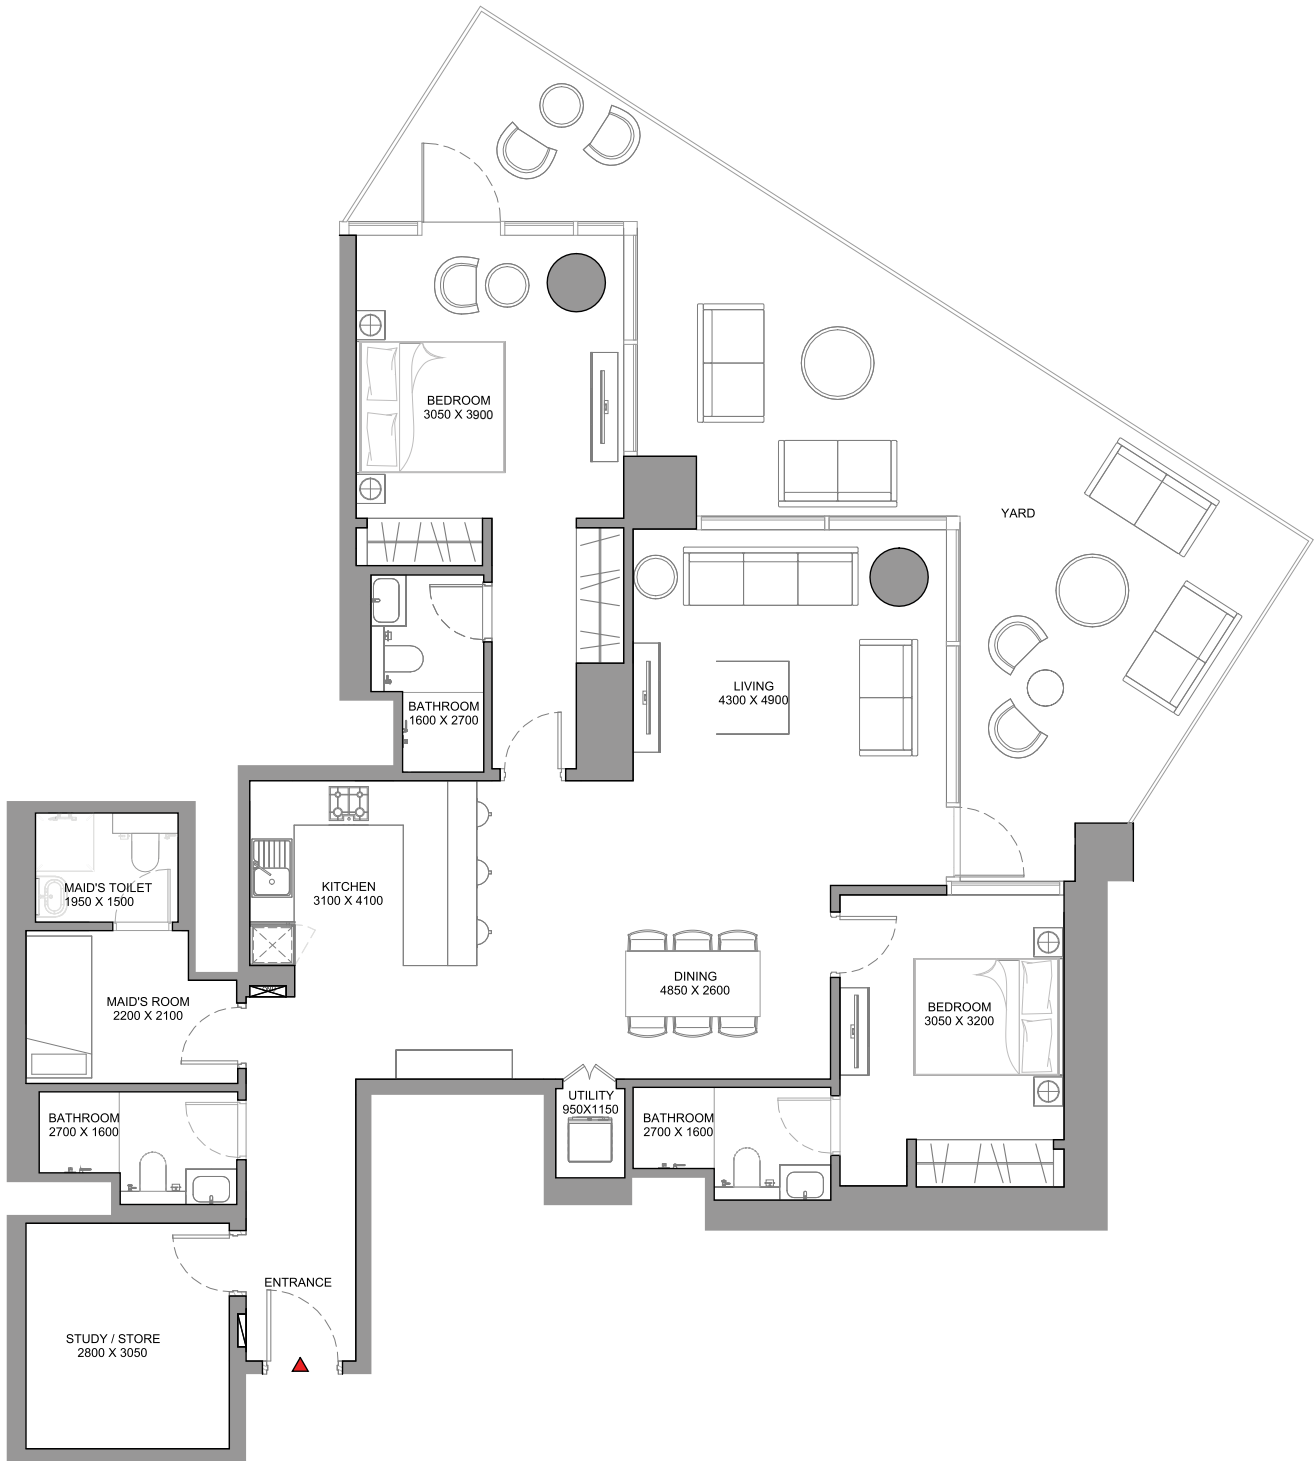 BEDROOM
3050 X 3900
YARD
LIVING
4300 X 4900
BATHROOM
1600 X 2700
MAID'S TOILET
1950 X 1500
KITCHEN
3100 X 4100
DINING
4850 X 2600
MAID'S ROOM
2200 X 2100
BEDROOM
3050 X 3200
UTILITY
950X1150
BATHROOM
2700 X 1600
BATHROOM
2700 X 1600
ENTRANCE
STUDY / STORE
2800 X 3050